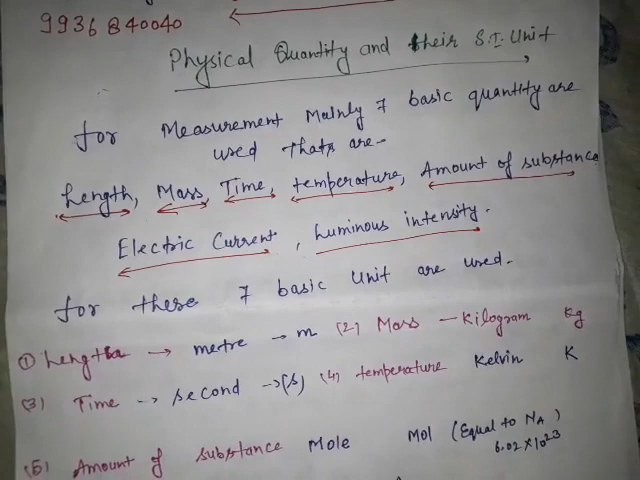 9936840040
Physical Quantity and their S.I. Unit
for Measurement Mainly 7 basic quantity are
used thats are-
Length, Mass, Time, temperature, Amount of substance
Electric Current, Luminous intensity.
for these 7 basic Unit are used.
① Length → metre → m (2) Mass — Kilogram Kg
(3) Time → second → (s) (4) temperature Kelvin K
(5) Amount of substance Mole Mol (Equal to NA)
6.02 × 10²³